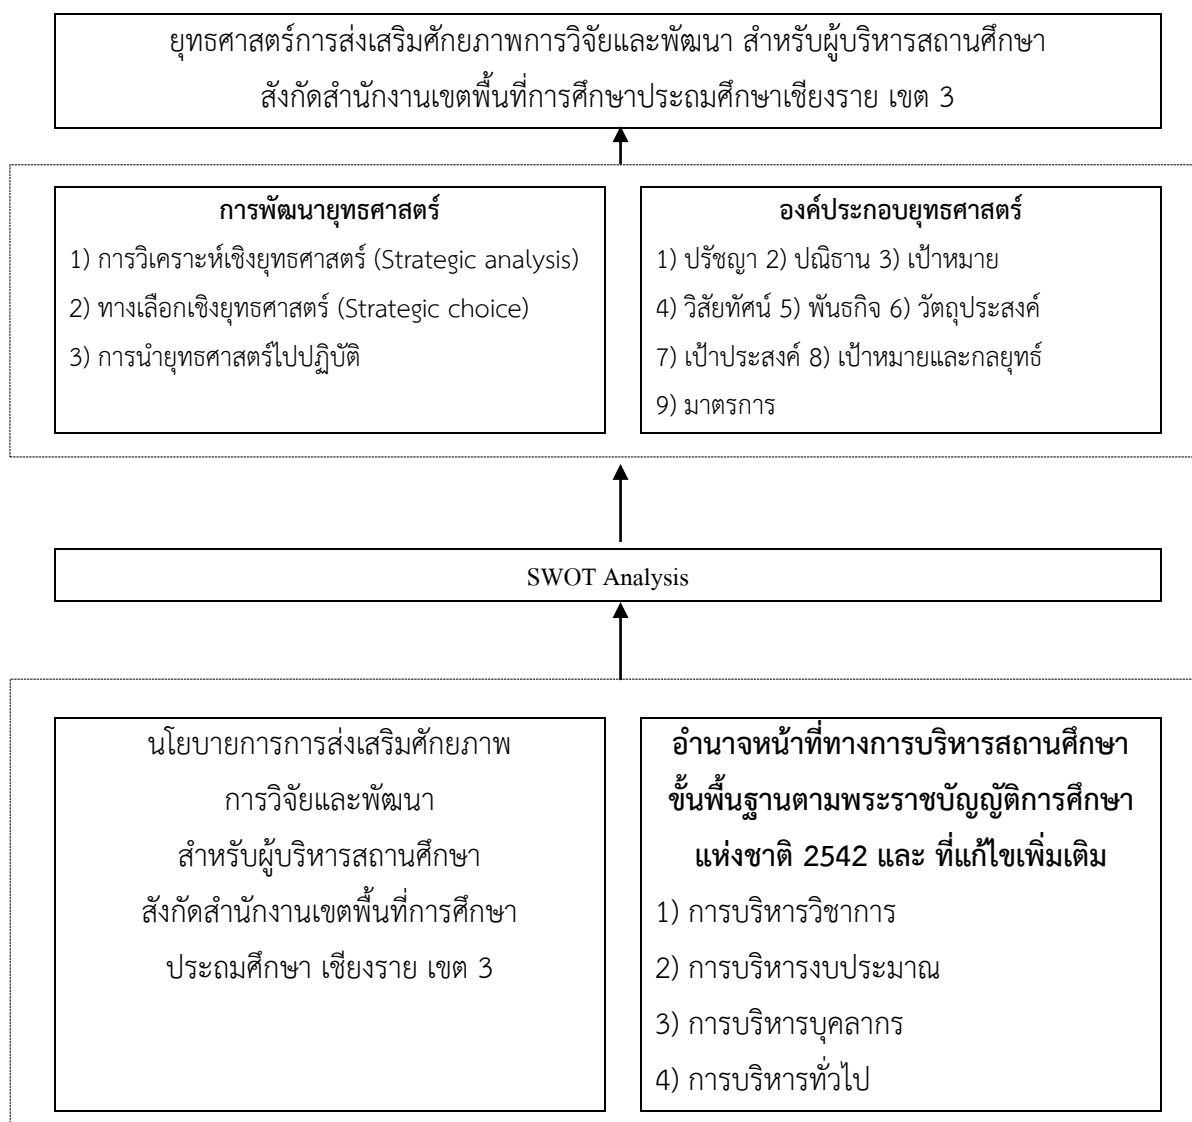 ยุทธศาสตร์การส่งเสริมศักยภาพการวิจัยและพัฒนา สำหรับผู้บริหารสถานศึกษา
สังกัดสำนักงานเขตพื้นที่การศึกษาประถมศึกษาเชียงราย เขต 3
การพัฒนายุทธศาสตร์
1) การวิเคราะห์เชิงยุทธศาสตร์ (Strategic analysis)
2) ทางเลือกเชิงยุทธศาสตร์ (Strategic choice)
3) การนำยุทธศาสตร์ไปปฏิบัติ
องค์ประกอบยุทธศาสตร์
1) ปรัชญา 2) ปณิธาน 3) เป้าหมาย
4) วิสัยทัศน์ 5) พันธกิจ 6) วัตถุประสงค์
7) เป้าประสงค์ 8) เป้าหมายและกลยุทธ์
9) มาตรการ
SWOT Analysis
นโยบายการการส่งเสริมศักยภาพ
การวิจัยและพัฒนา
สำหรับผู้บริหารสถานศึกษา
สังกัดสำนักงานเขตพื้นที่การศึกษา
ประถมศึกษา เชียงราย เขต 3
อำนาจหน้าที่ทางการบริหารสถานศึกษา
ขั้นพื้นฐานตามพระราชบัญญัติการศึกษา
แห่งชาติ 2542 และ ที่แก้ไขเพิ่มเติม
1) การบริหารวิชาการ
2) การบริหารงบประมาณ
3) การบริหารบุคลากร
4) การบริหารทั่วไป